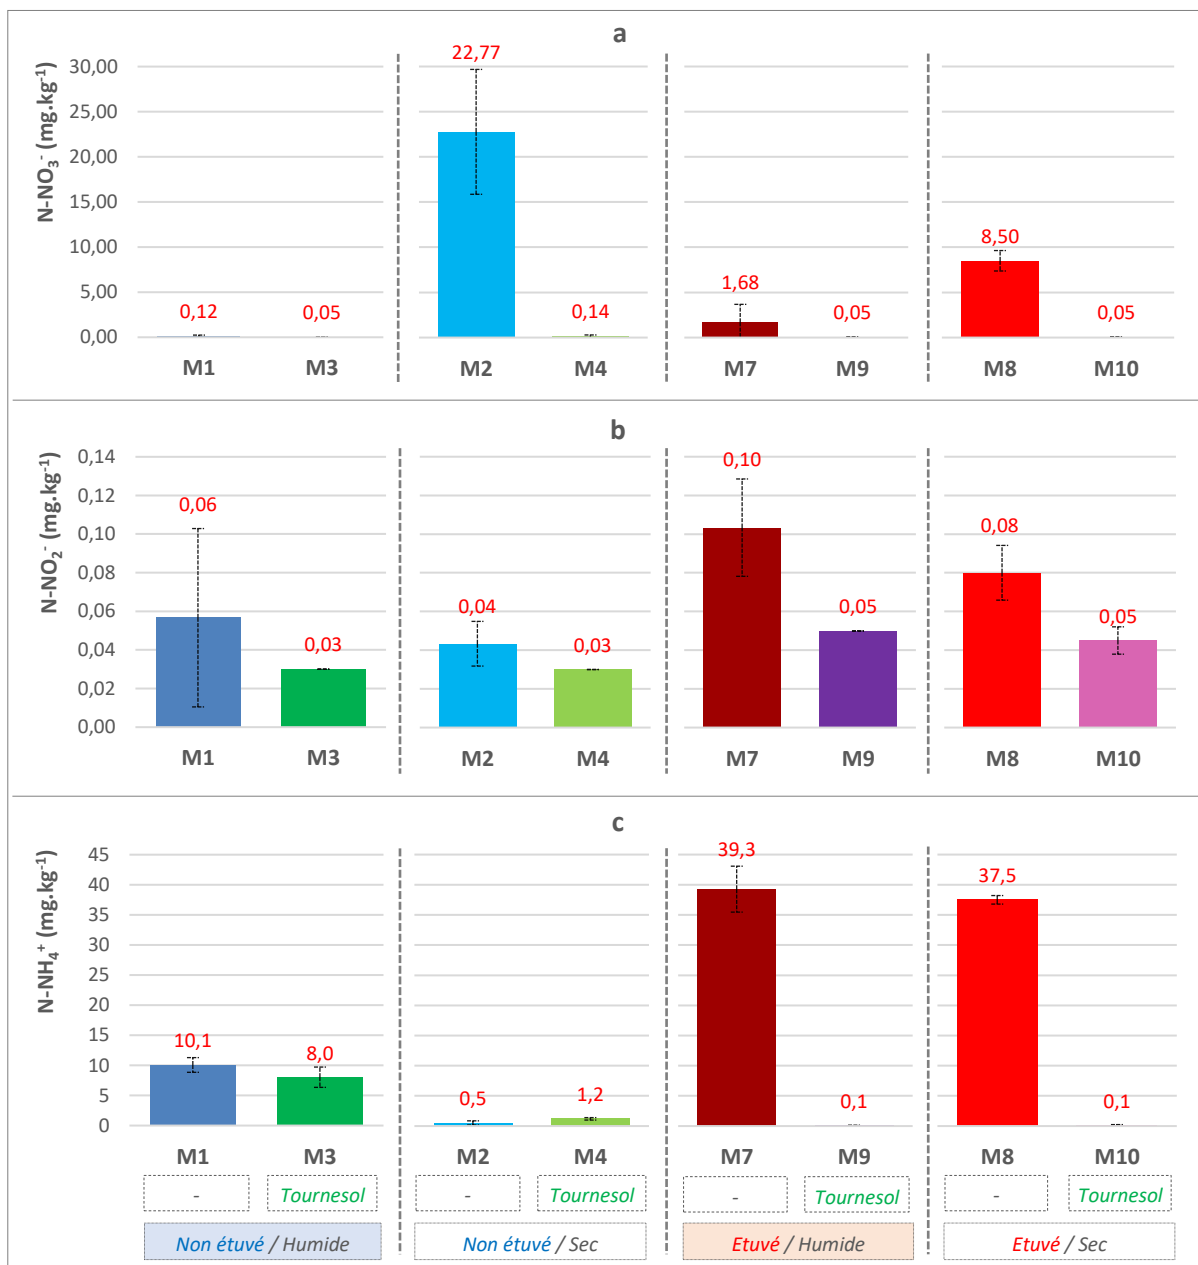 a
N-NO₃⁻ (mg.kg⁻¹)
30,00
25,00
20,00
15,00
10,00
5,00
0,00
0,12
0,05
22,77
0,14
1,68
0,05
8,50
0,05
M1
M3
M2
M4
M7
M9
M8
M10
b
N-NO₂⁻ (mg.kg⁻¹)
0,14
0,12
0,10
0,08
0,06
0,04
0,02
0,00
0,06
0,03
0,04
0,03
0,10
0,05
0,08
0,05
M1
M3
M2
M4
M7
M9
M8
M10
c
N-NH₄⁺ (mg.kg⁻¹)
45
40
35
30
25
20
15
10
5
0
10,1
8,0
0,5
1,2
39,3
0,1
37,5
0,1
M1
M3
M2
M4
M7
M9
M8
M10
-
Tournesol
-
Tournesol
-
Tournesol
-
Tournesol
Non étuvé / Humide
Non étuvé / Sec
Etuvé / Humide
Etuvé / Sec